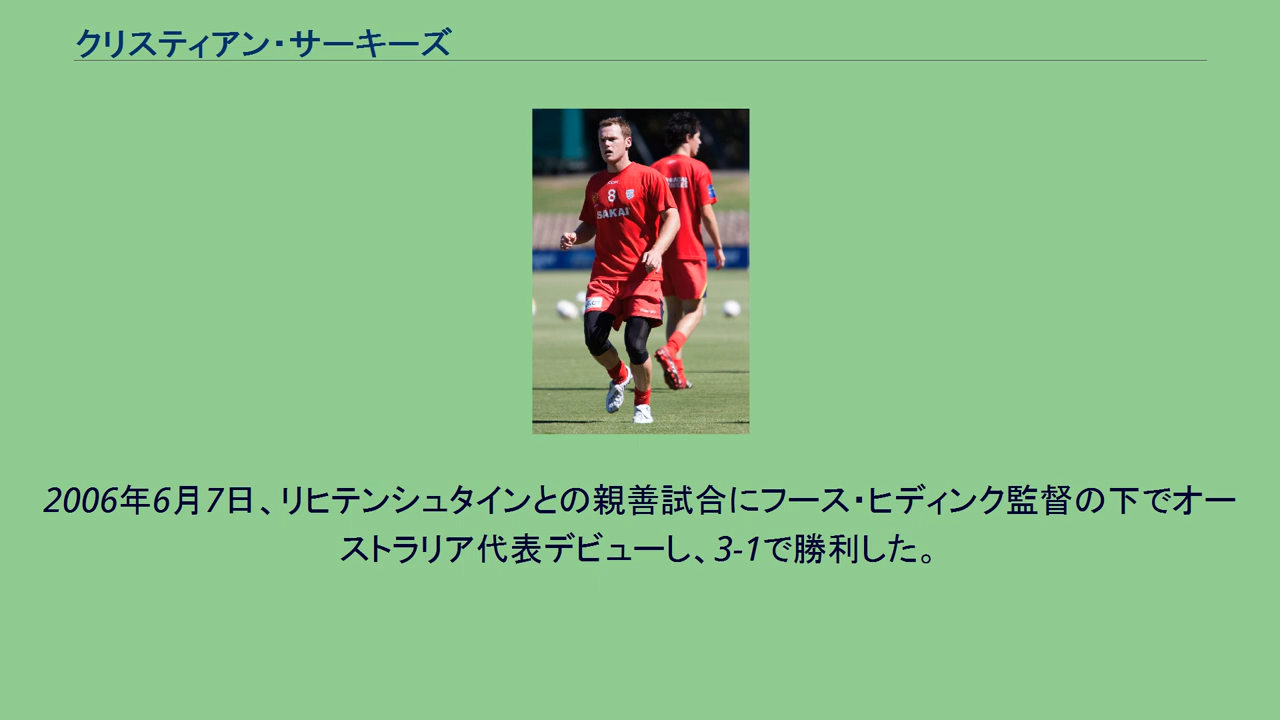 クリスティアン・サーキーズ
8
SAKAI
2006年6月7日、リヒテンシュタインとの親善試合にフース・ヒディンク監督の下でオー
ストラリア代表デビューし、3-1で勝利した。